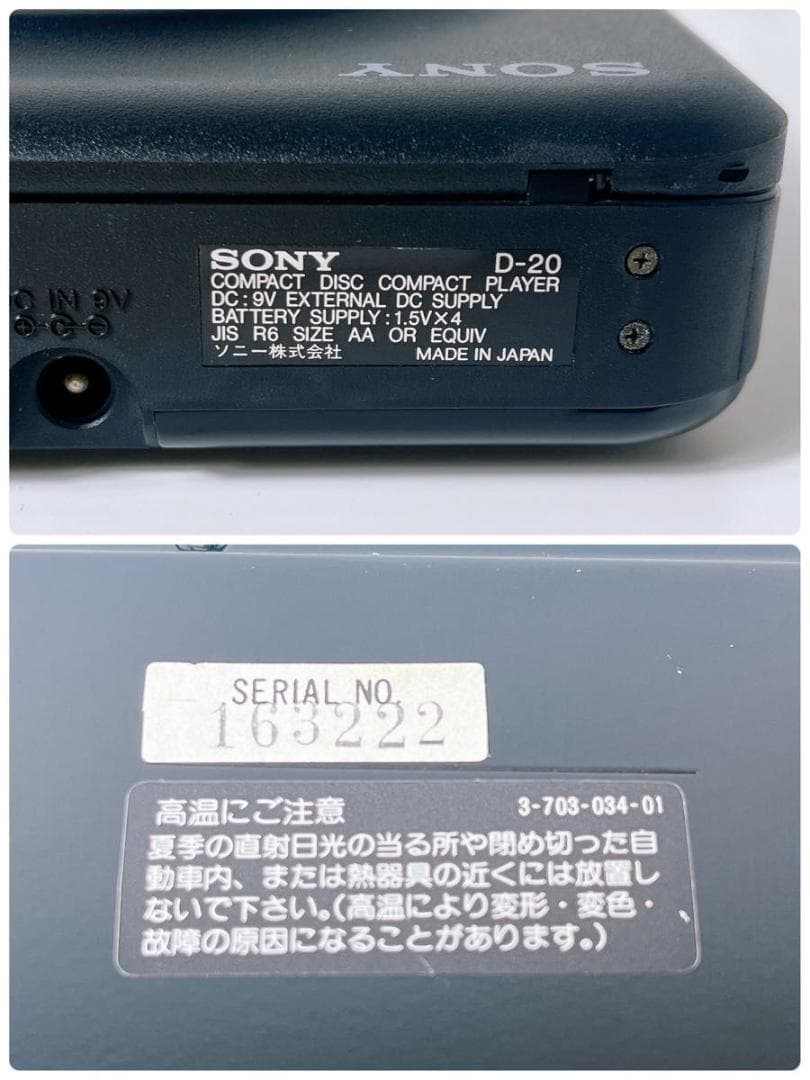 SONY
SONY D-20
COMPACT DISC COMPACT PLAYER
DC:9V EXTERNAL DC SUPPLY
BATTERY SUPPLY:1.5V×4
JIS R6 SIZE AA OR EQUIV
ソニー株式会社 MADE IN JAPAN
IN 9V
SERIAL NO.
163222
高温にご注意 3-703-034-01
夏季の直射日光の当る所や閉め切った自
動車内、または熱器具の近くには放置し
ないで下さい。(高温により変形・変色・
故障の原因になることがあります。)